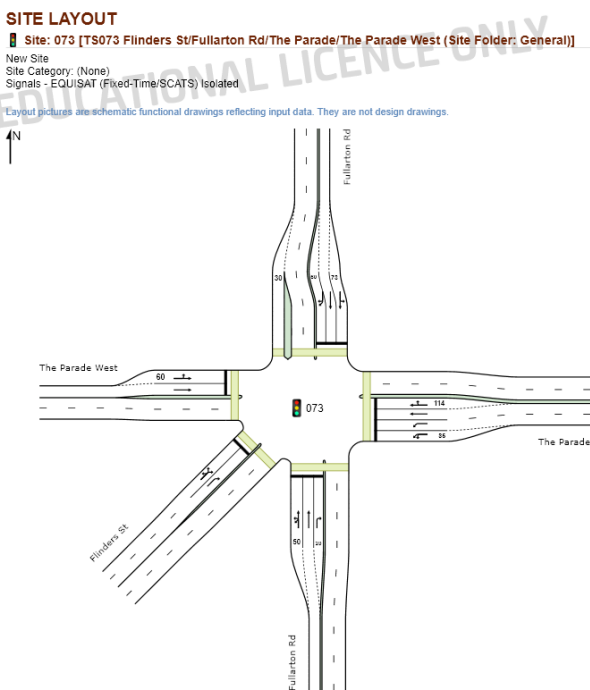 SITE LAYOUT
Site: 073 [TS073 Flinders St/Fullarton Rd/The Parade/The Parade West (Site Folder: General)]
New Site
Site Category: (None)
Signals - EQUISAT (Fixed-Time/SCATS) Isolated
EDUCATIONAL LICENCE ONLY
Layout pictures are schematic functional drawings reflecting input data. They are not design drawings.
N
Fullarton Rd
30
80
72
The Parade West
60
073
114
35
The Parade
Flinders St
50
Fullarton Rd